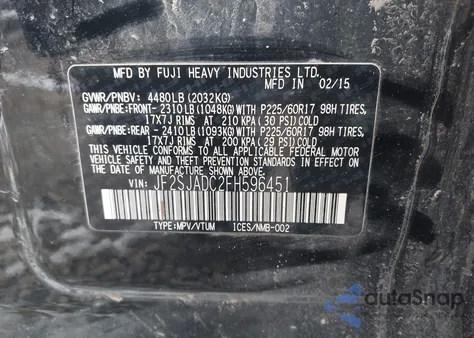 MFD BY FUJI HEAVY INDUSTRIES LTD.
MFD IN 02/15
GVWR/PNBV: 4480LB (2032KG)
GAWR/PNBE:FRONT- 2310LB (1048KG) WITH P225/60R17 98H TIRES,
17X7J RIMS AT 210 KPA ( 30 PSI) COLD
GAWR/PNBE:REAR - 2410LB (1093KG) WITH P225/60R17 98H TIRES,
17X7J RIMS AT 200 KPA ( 29 PSI) COLD
THIS VEHICLE CONFORMS TO ALL APPLICABLE FEDERAL MOTOR
VEHICLE SAFETY STANDARDS IN EFFECT ON THE DATE OF
MANUFACTURE SHOWN ABOVE.
VIN: JF2SJADC2FH596451
TYPE:MPV/VTUM ICES/NMB-002
autoSnap